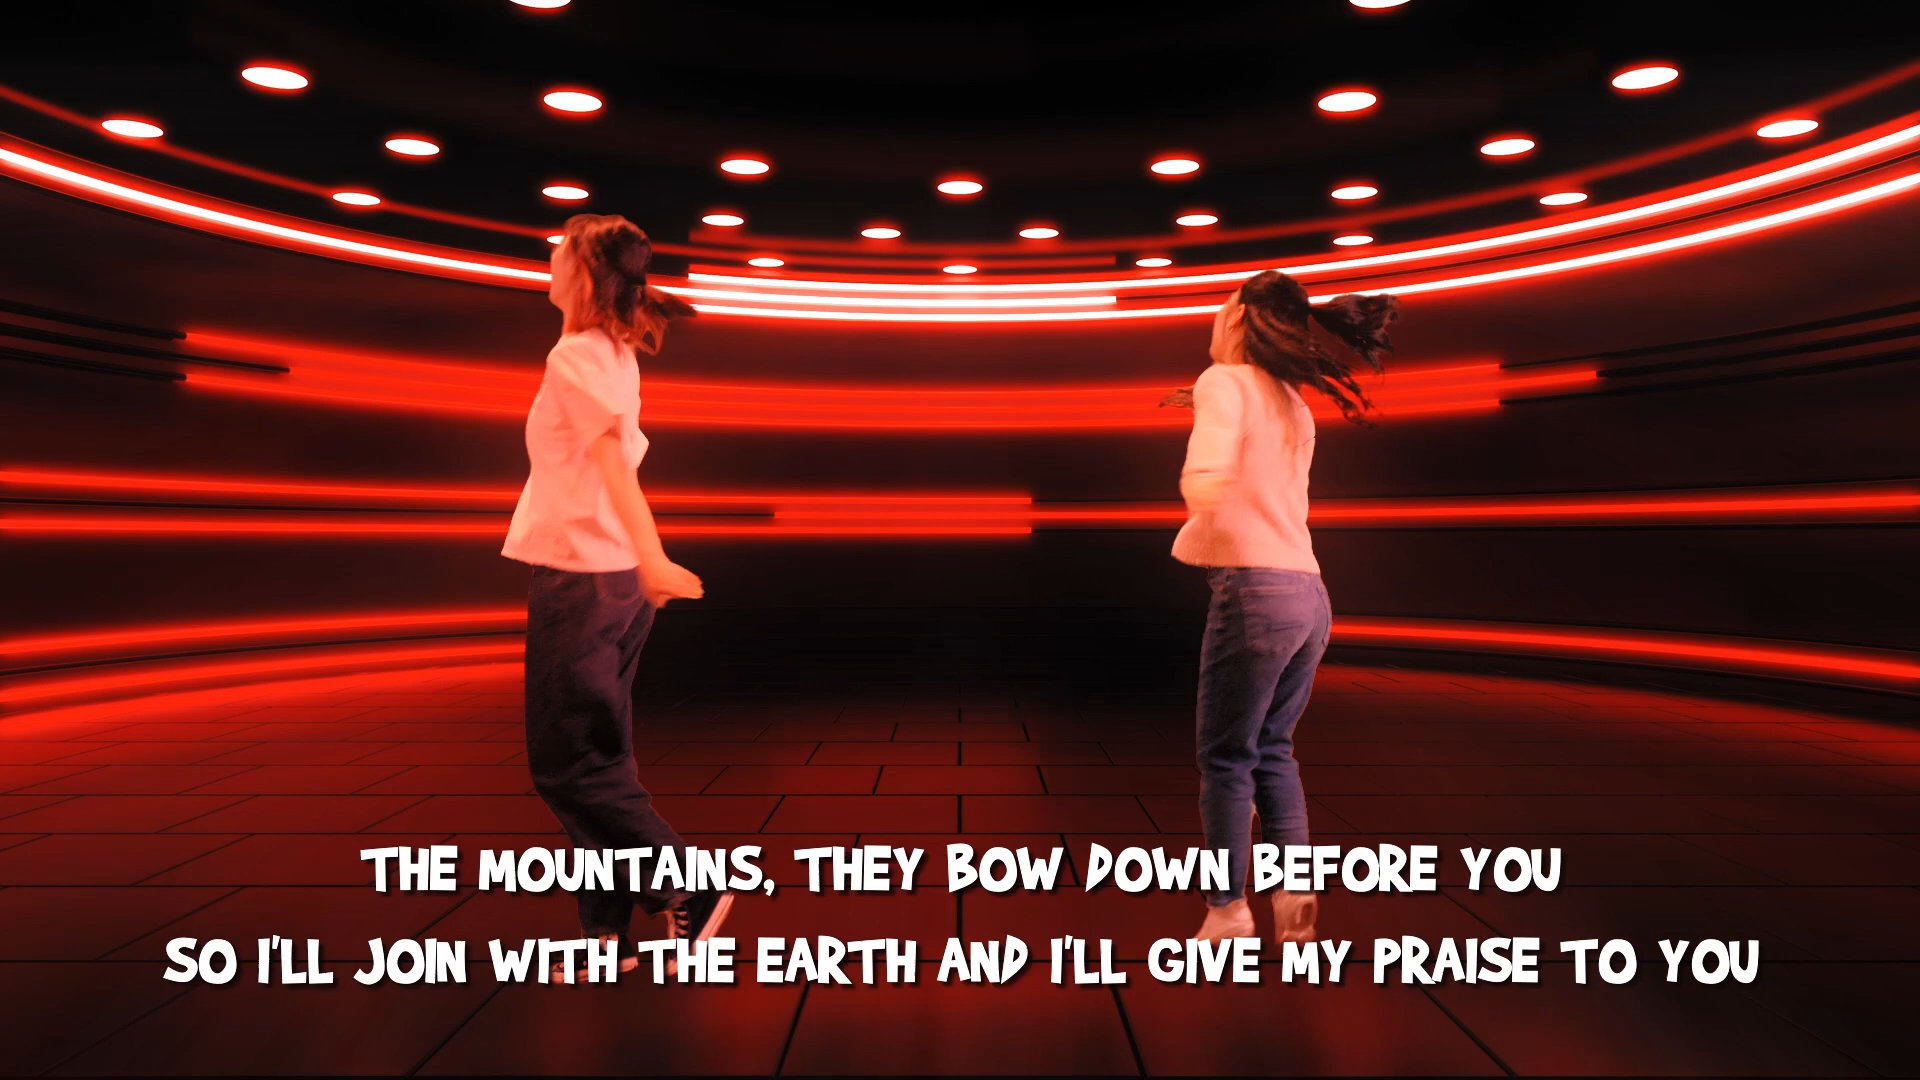 THE MOUNTAINS, THEY BOW DOWN BEFORE YOU
SO I'LL JOIN WITH THE EARTH AND I'LL GIVE MY PRAISE TO YOU